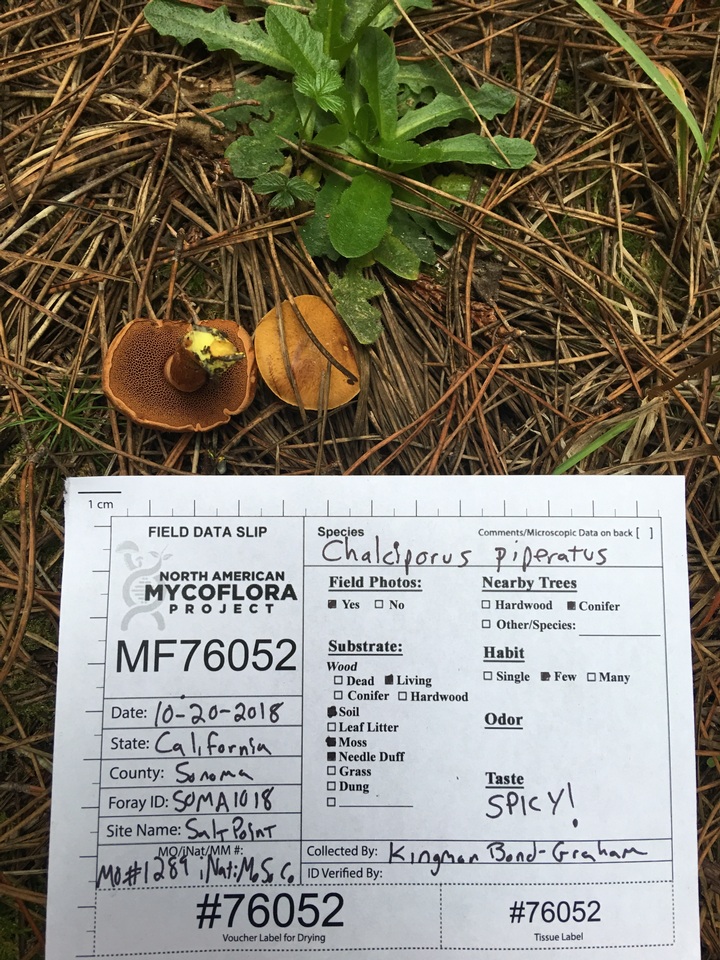 1 cm
FIELD DATA SLIP
NORTH AMERICAN
MYCOFLORA
PROJECT
MF76052
Date: 10-20-2018
State: California
County: Sonoma
Foray ID: SOMA1018
Site Name: Salt Point
MO/iNat/MM #:
MO#1289 iNat: MoSoCo
Species
Comments/Microscopic Data on back [ ]
Chalciporus piperatus
Field Photos:
Yes No
Substrate:
Wood
Dead Living
Conifer Hardwood
Soil
Leaf Litter
Moss
Needle Duff
Grass
Dung
Nearby Trees
Hardwood Conifer
Other/Species:
Habit
Single Few Many
Odor
Taste
SPICY!
Collected By: Kingman Bond-Graham
ID Verified By:
#76052
Voucher Label for Drying
#76052
Tissue Label